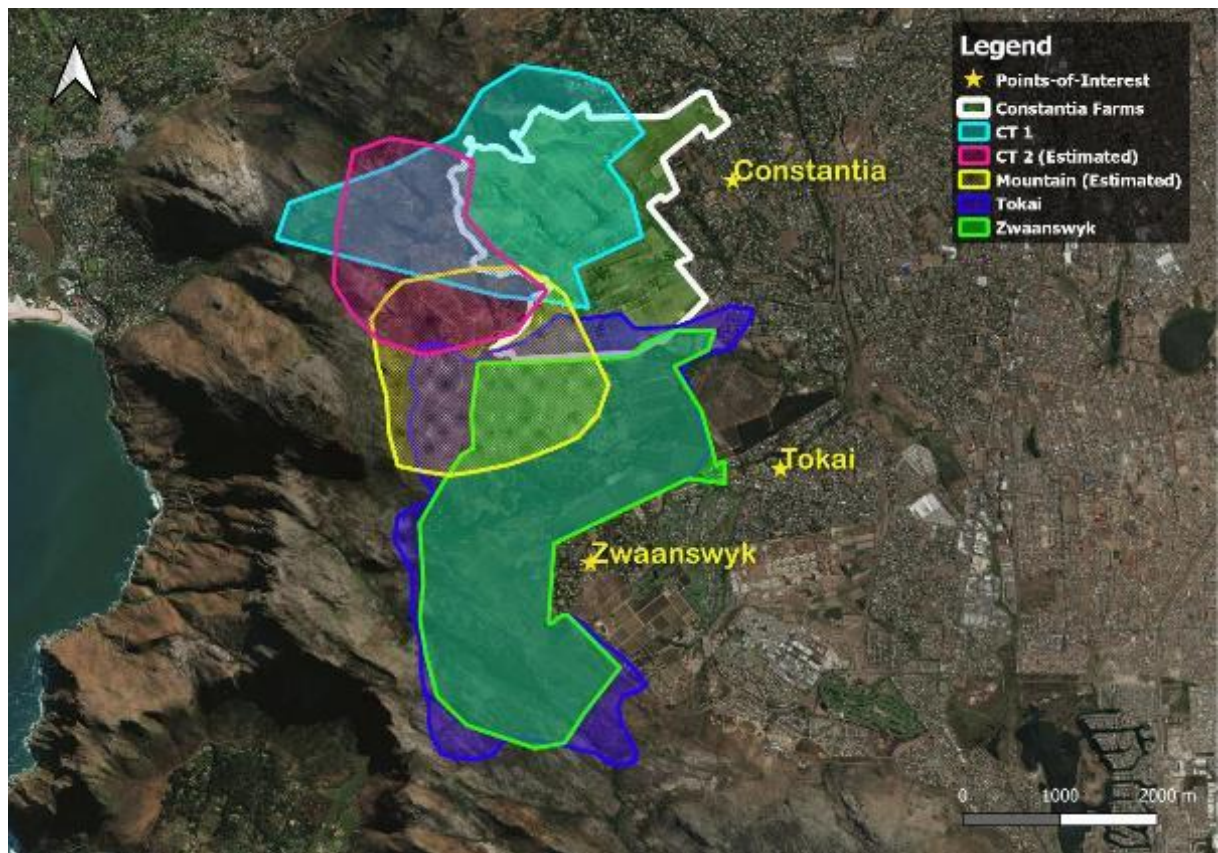 Legend
Points-of-Interest
Constantia Farms
CT 1
CT 2 (Estimated)
Mountain (Estimated)
Tokai
Zwaanswyk
Constantia
Tokai
Zwaanswyk
0 1000 2000 m